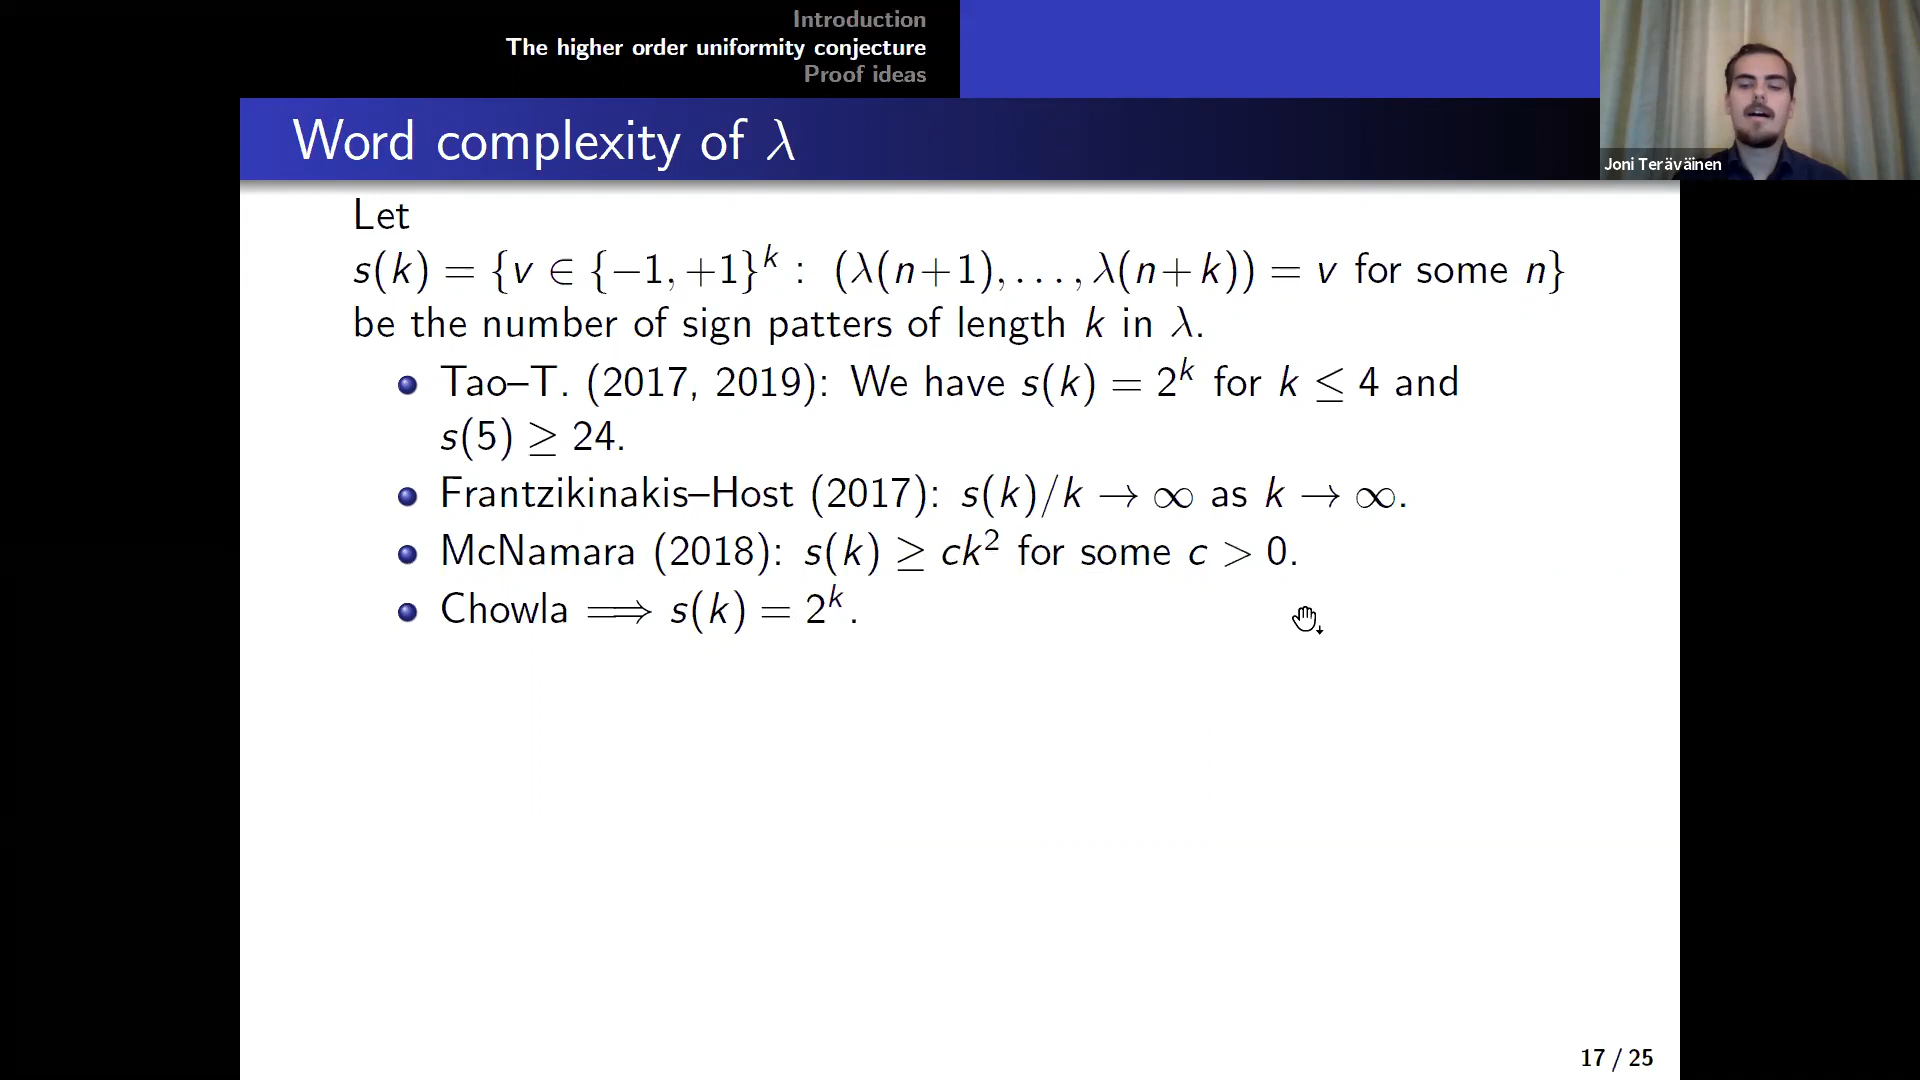 Introduction
The higher order uniformity conjecture
Proof ideas
Joni Teräväinen
Word complexity of λ
Let
s(k) = {v ∈ {−1, +1}^k : (λ(n+1), . . . , λ(n+k)) = v for some n}
be the number of sign patters of length k in λ.
Tao–T. (2017, 2019): We have s(k) = 2^k for k ≤ 4 and
s(5) ≥ 24.
Frantzikinakis–Host (2017): s(k)/k → ∞ as k → ∞.
McNamara (2018): s(k) ≥ ck² for some c > 0.
Chowla ⟹ s(k) = 2^k.
17 / 25